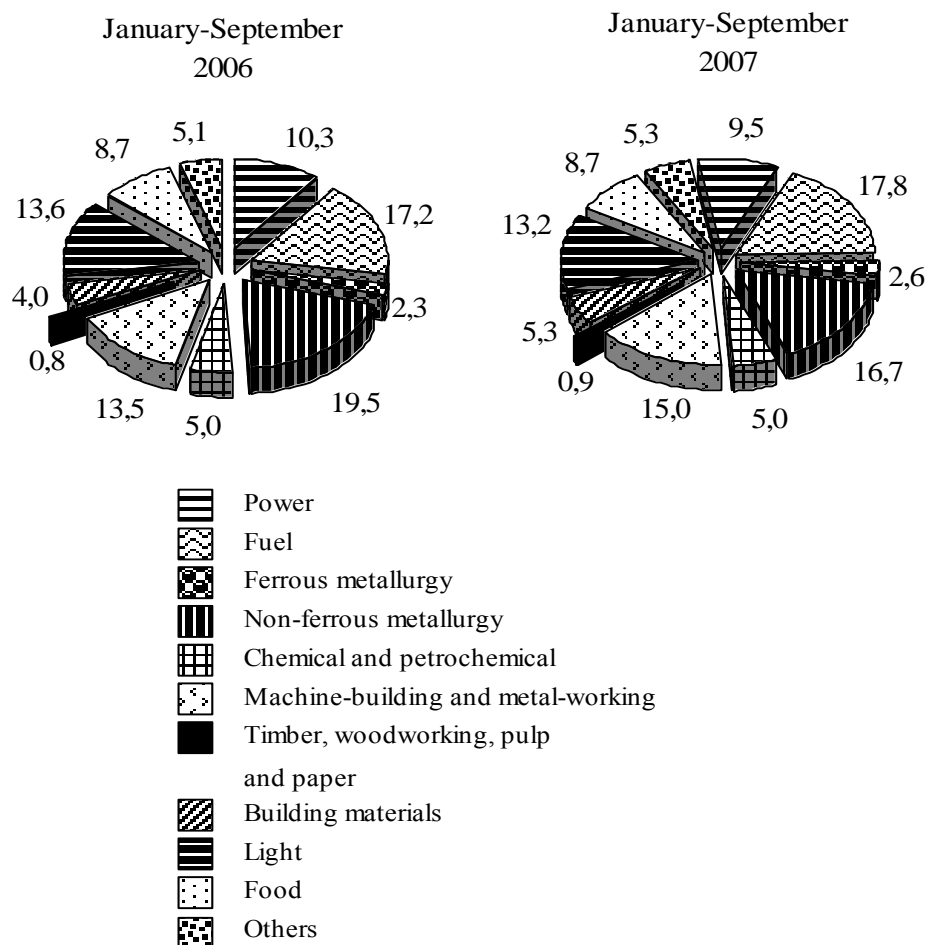 January-September
2006
January-September
2007
5,1
10,3
8,7
17,2
13,6
2,3
4,0
0,8
13,5
5,0
19,5
5,3
9,5
8,7
17,8
13,2
2,6
5,3
0,9
15,0
5,0
16,7
Power
Fuel
Ferrous metallurgy
Non-ferrous metallurgy
Chemical and petrochemical
Machine-building and metal-working
Timber, woodworking, pulp
and paper
Building materials
Light
Food
Others